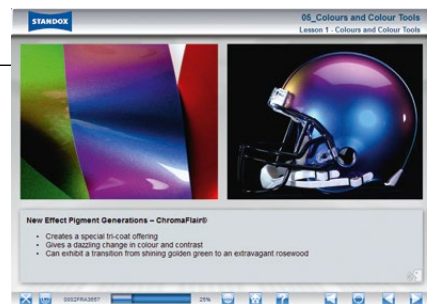 STANDOX
05_Colours and Colour Tools
Lesson 1 - Colours and Colour Tools
New Effect Pigment Generations – ChromaFlair®
• Creates a special tri-coat offering
• Gives a dazzling change in colour and contrast
• Can exhibit a transition from shining golden green to an extravagant rosewood
25%